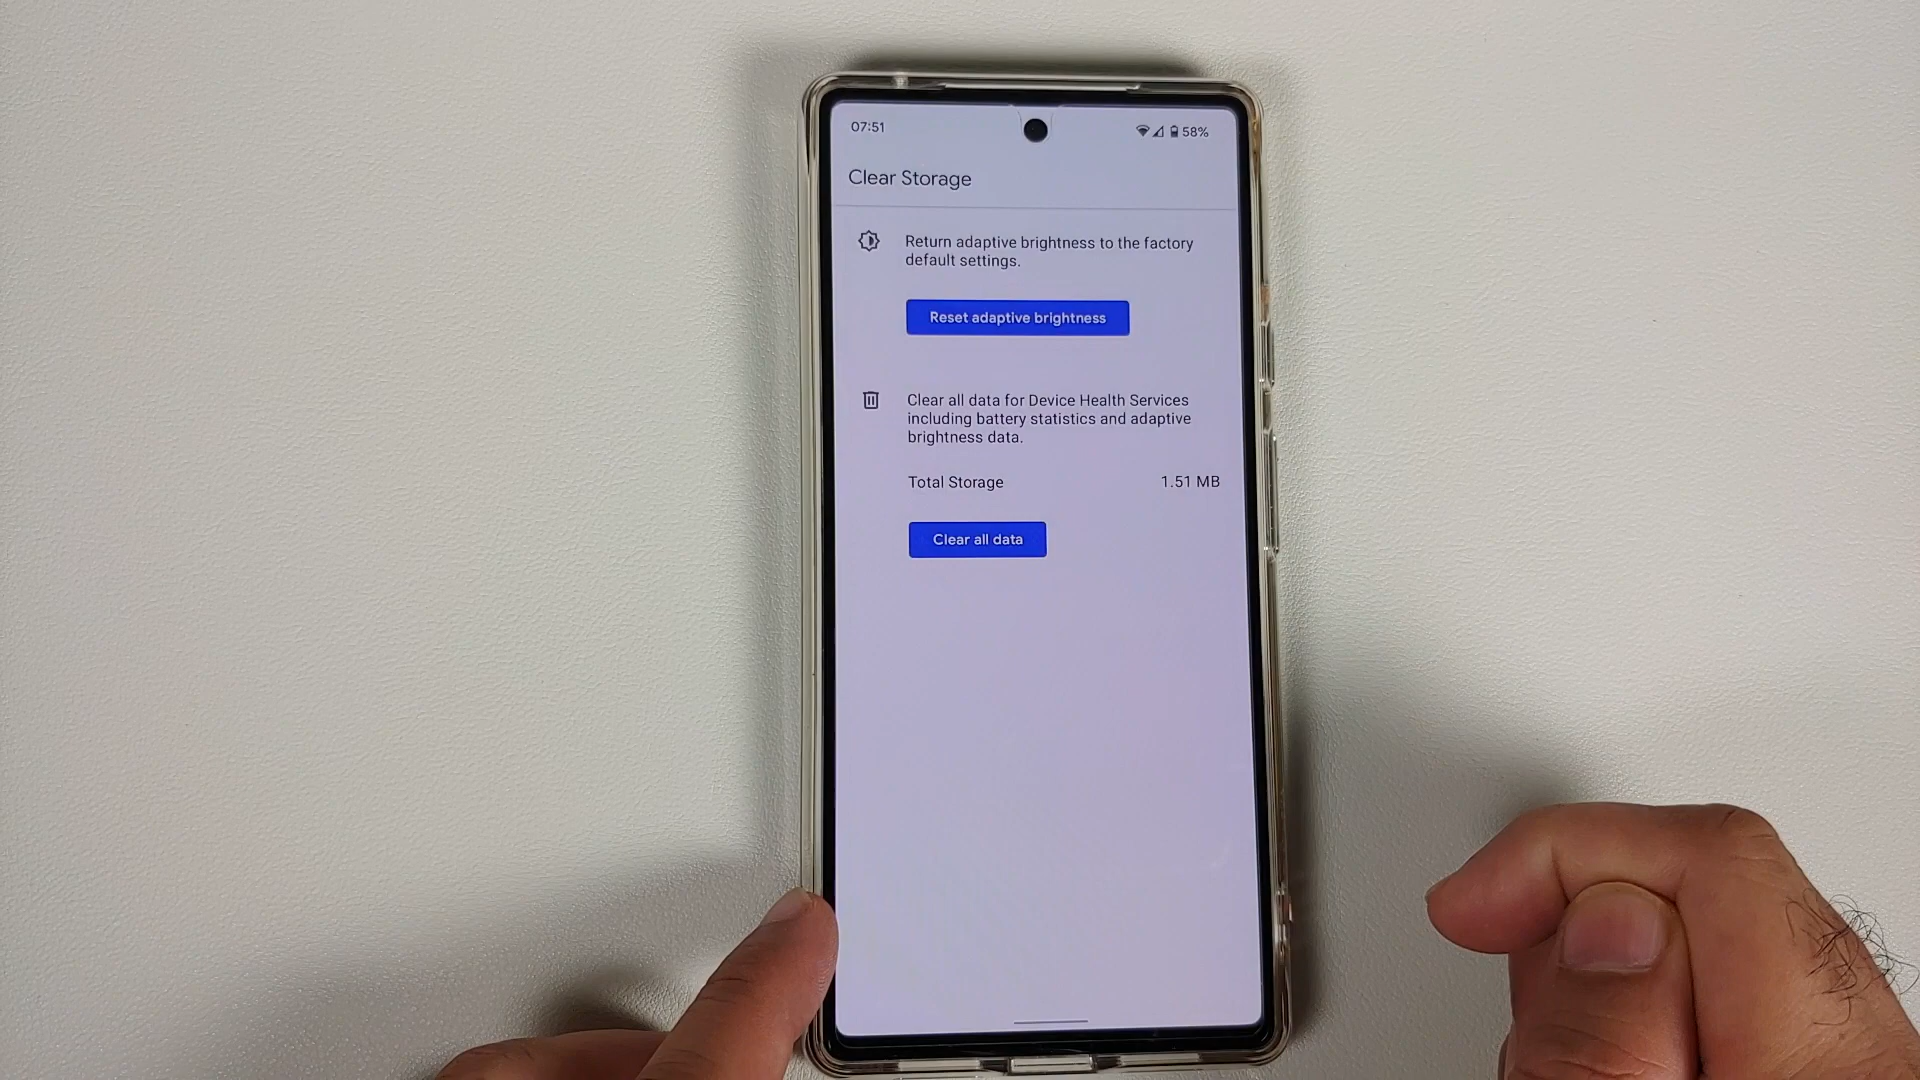 07:51
58%
Clear Storage
Return adaptive brightness to the factory
default settings.
Reset adaptive brightness
Clear all data for Device Health Services
including battery statistics and adaptive
brightness data.
Total Storage 1.51 MB
Clear all data